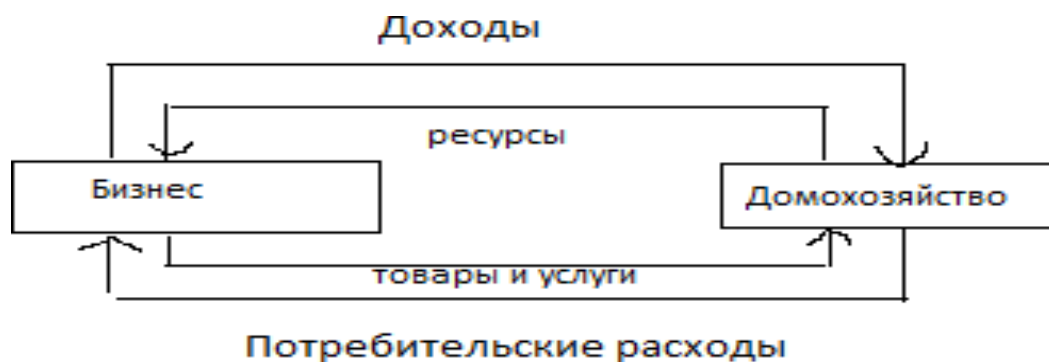 Доходы
ресурсы
Бизнес
Домохозяйство
товары и услуги
Потребительские расходы